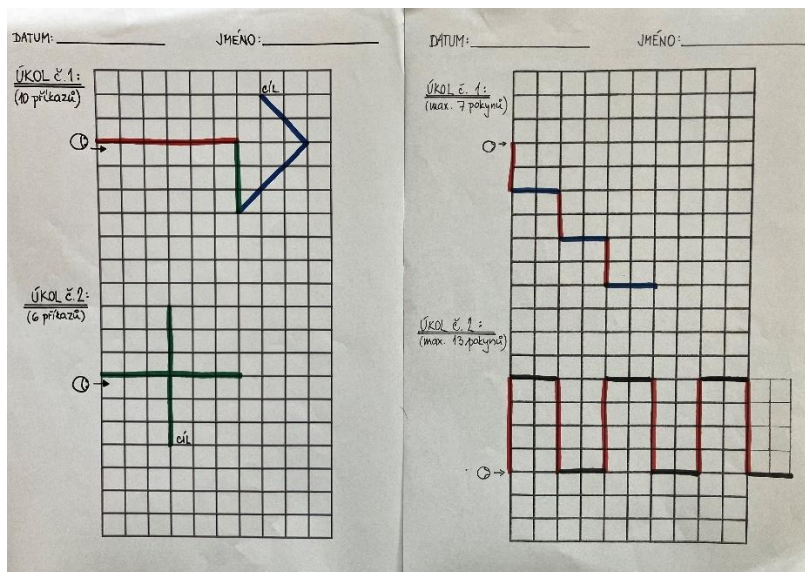 DATUM: JMÉNO:
ÚKOL č.1:
(10 příkazů)
CÍL
ÚKOL č.2:
(6 příkazů)
CÍL
DATUM: JMÉNO:
ÚKOL č. 1:
(max. 7 pokynů)
ÚKOL č. 2:
(max. 13 pokynů)